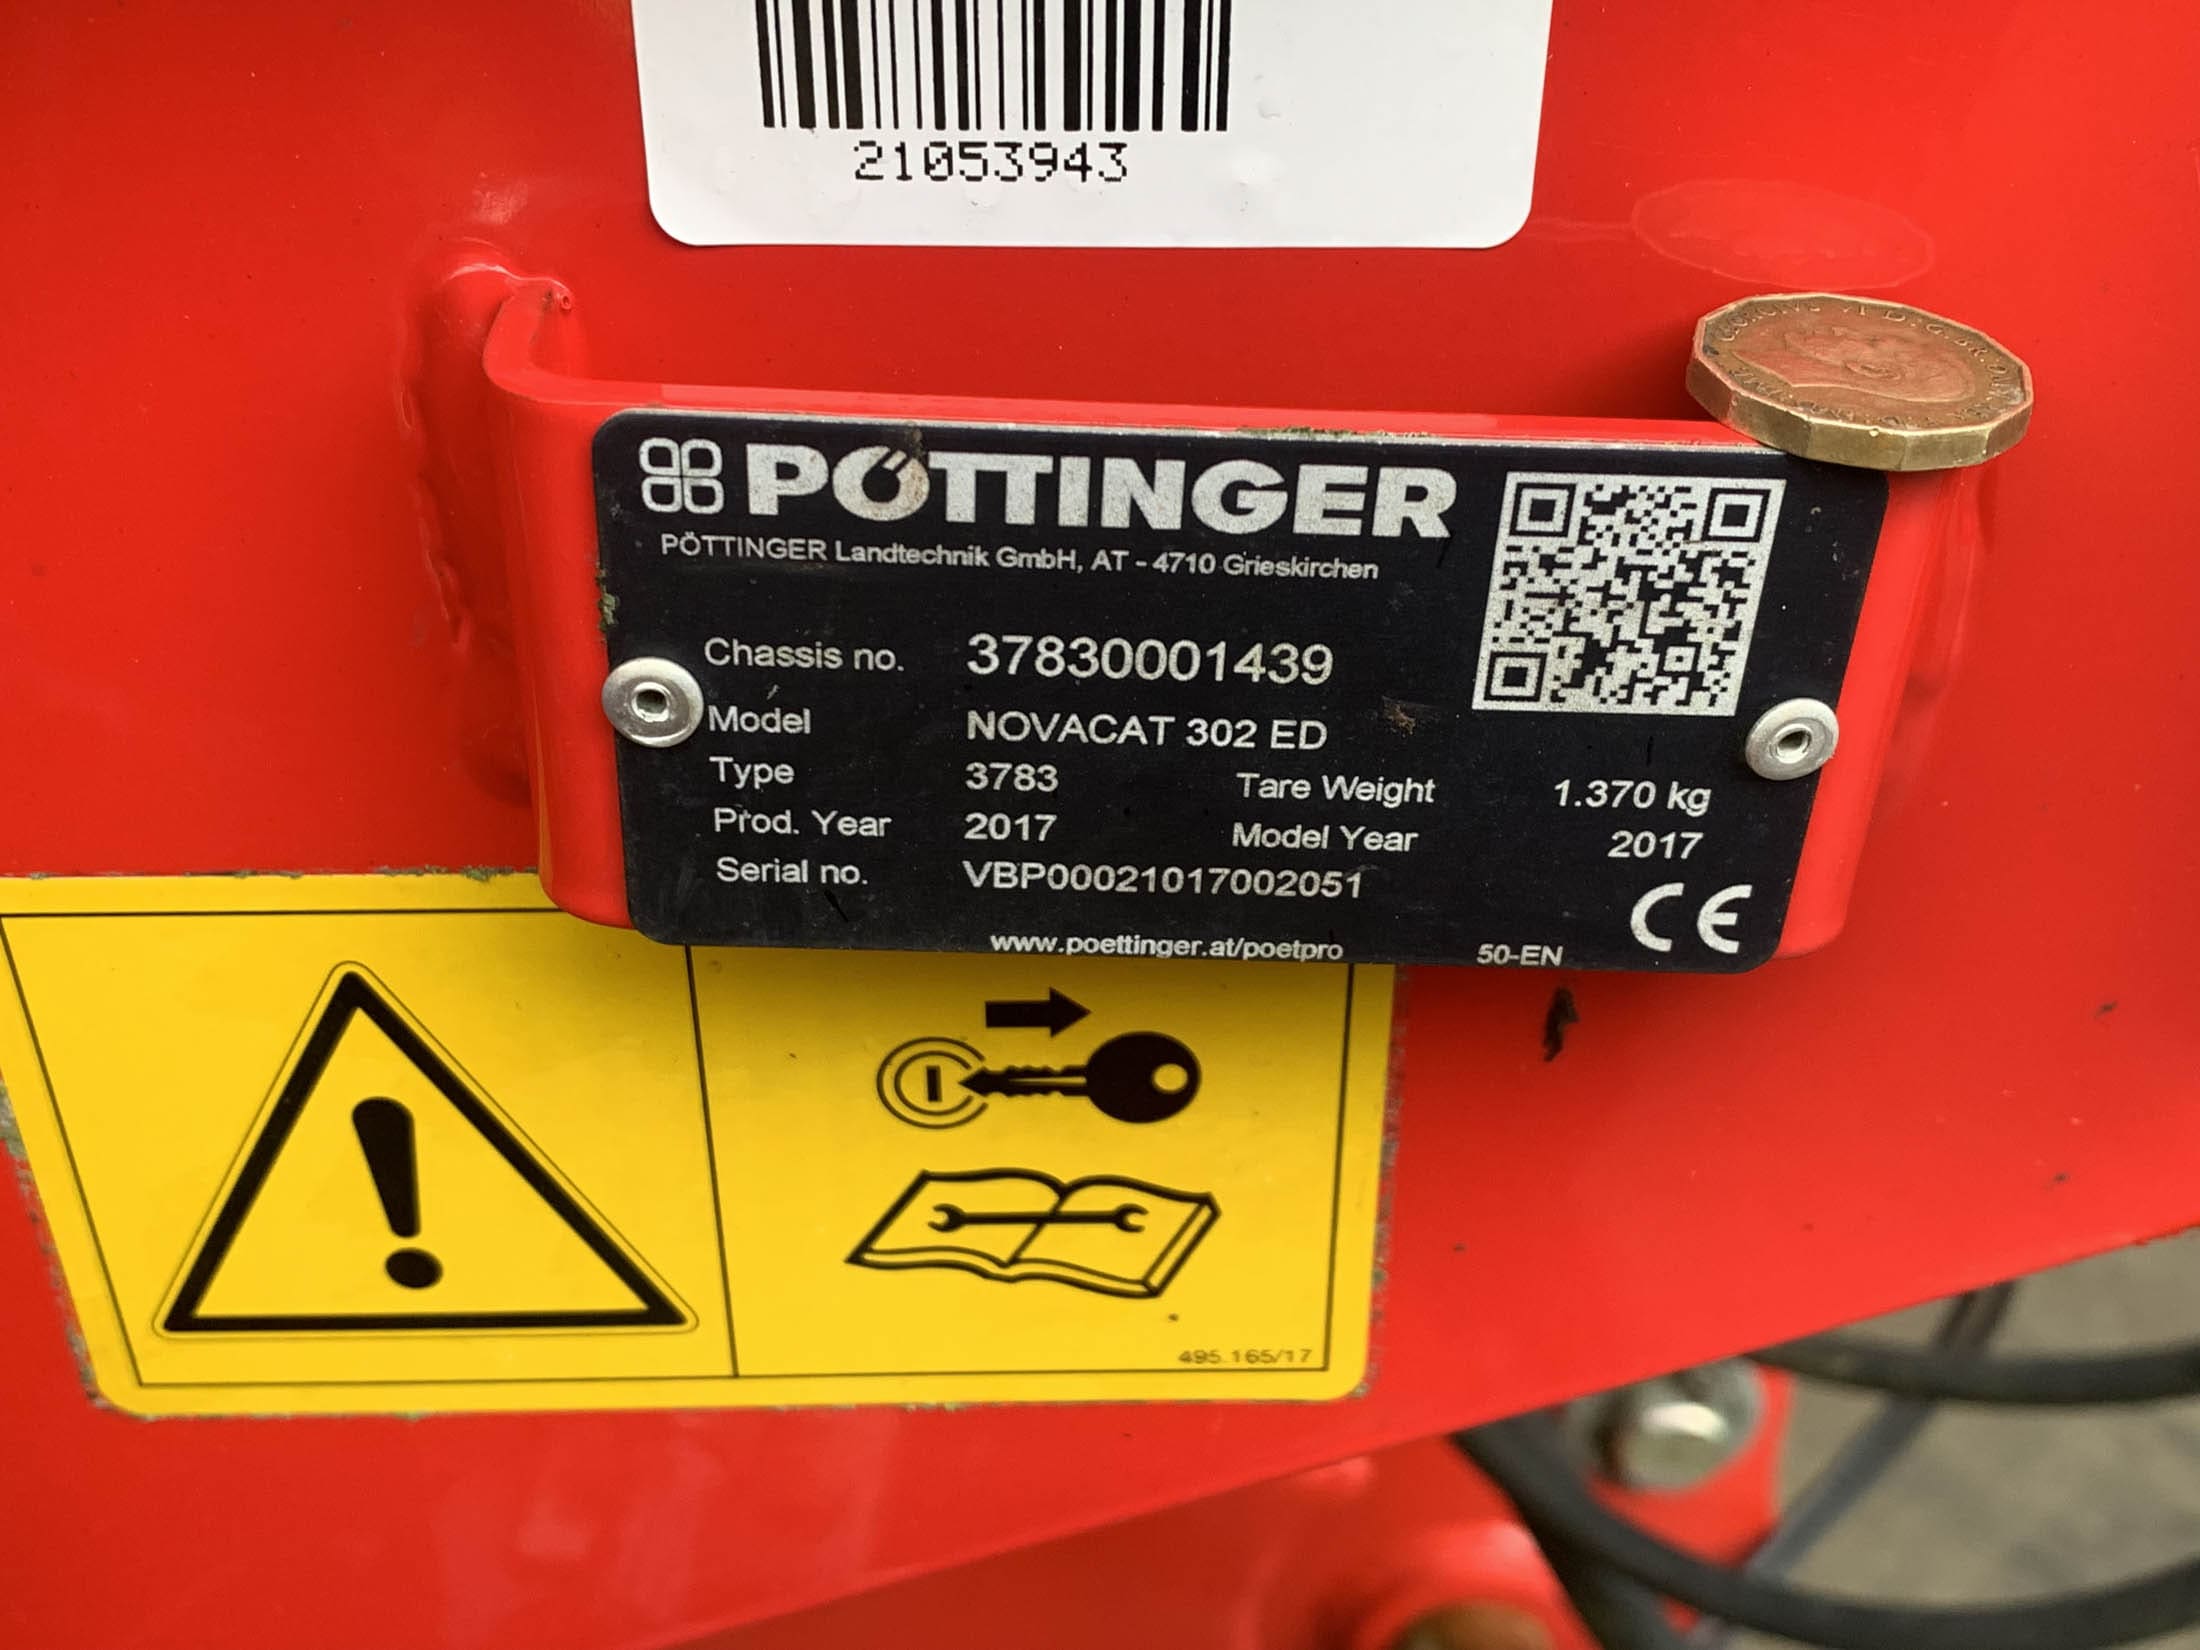 21053943
PÖTTINGER
PÖTTINGER Landtechnik GmbH, AT - 4710 Grieskirchen
Chassis no. 37830001439
Model NOVACAT 302 ED
Type 3783 Tare Weight 1.370 kg
Prod. Year 2017 Model Year 2017
Serial no. VBP00021017002051
CE
www.poettinger.at/poetpro 50-EN
495.165/17